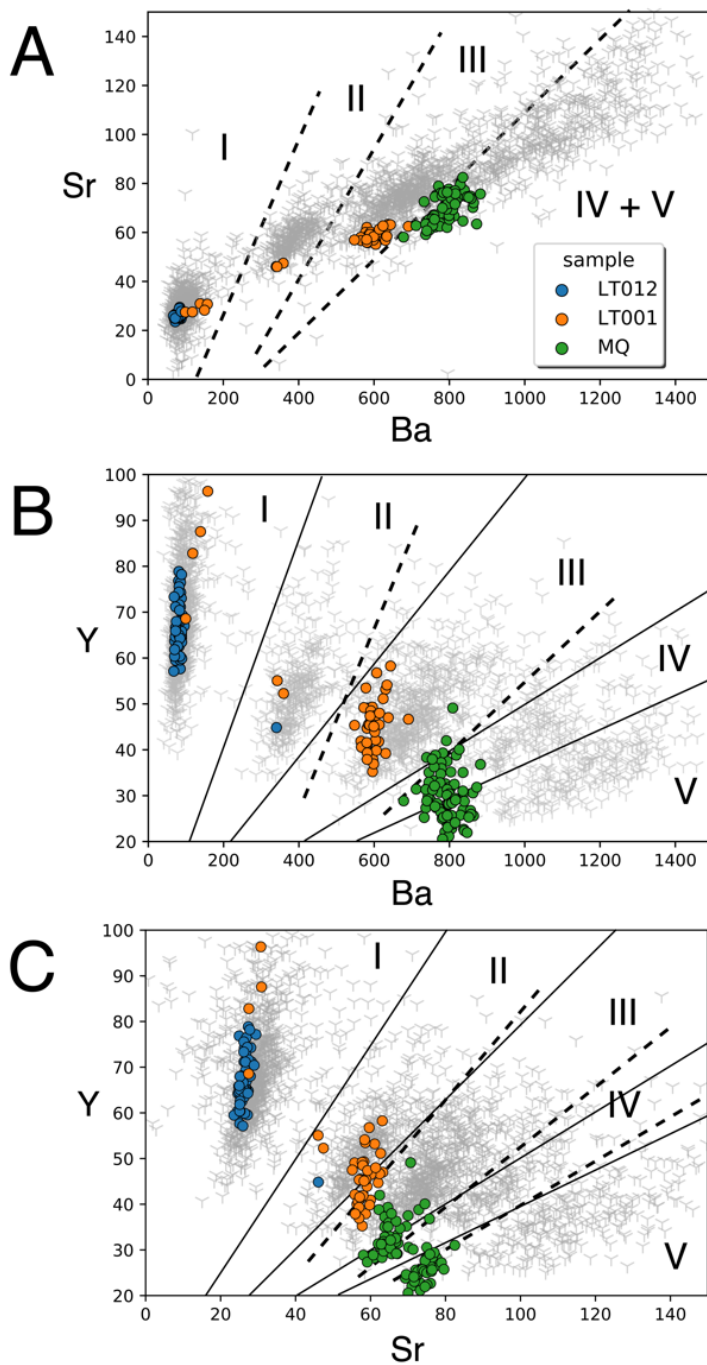 A
140
120
100
80
60
40
20
0
Sr
I
II
III
IV + V
sample
LT012
LT001
MQ
0 200 400 600 800 1000 1200 1400
Ba
B
100
90
80
70
60
50
40
30
20
Y
I
II
III
IV
V
0 200 400 600 800 1000 1200 1400
Ba
C
100
90
80
70
60
50
40
30
20
Y
I
II
III
IV
V
0 20 40 60 80 100 120 140
Sr